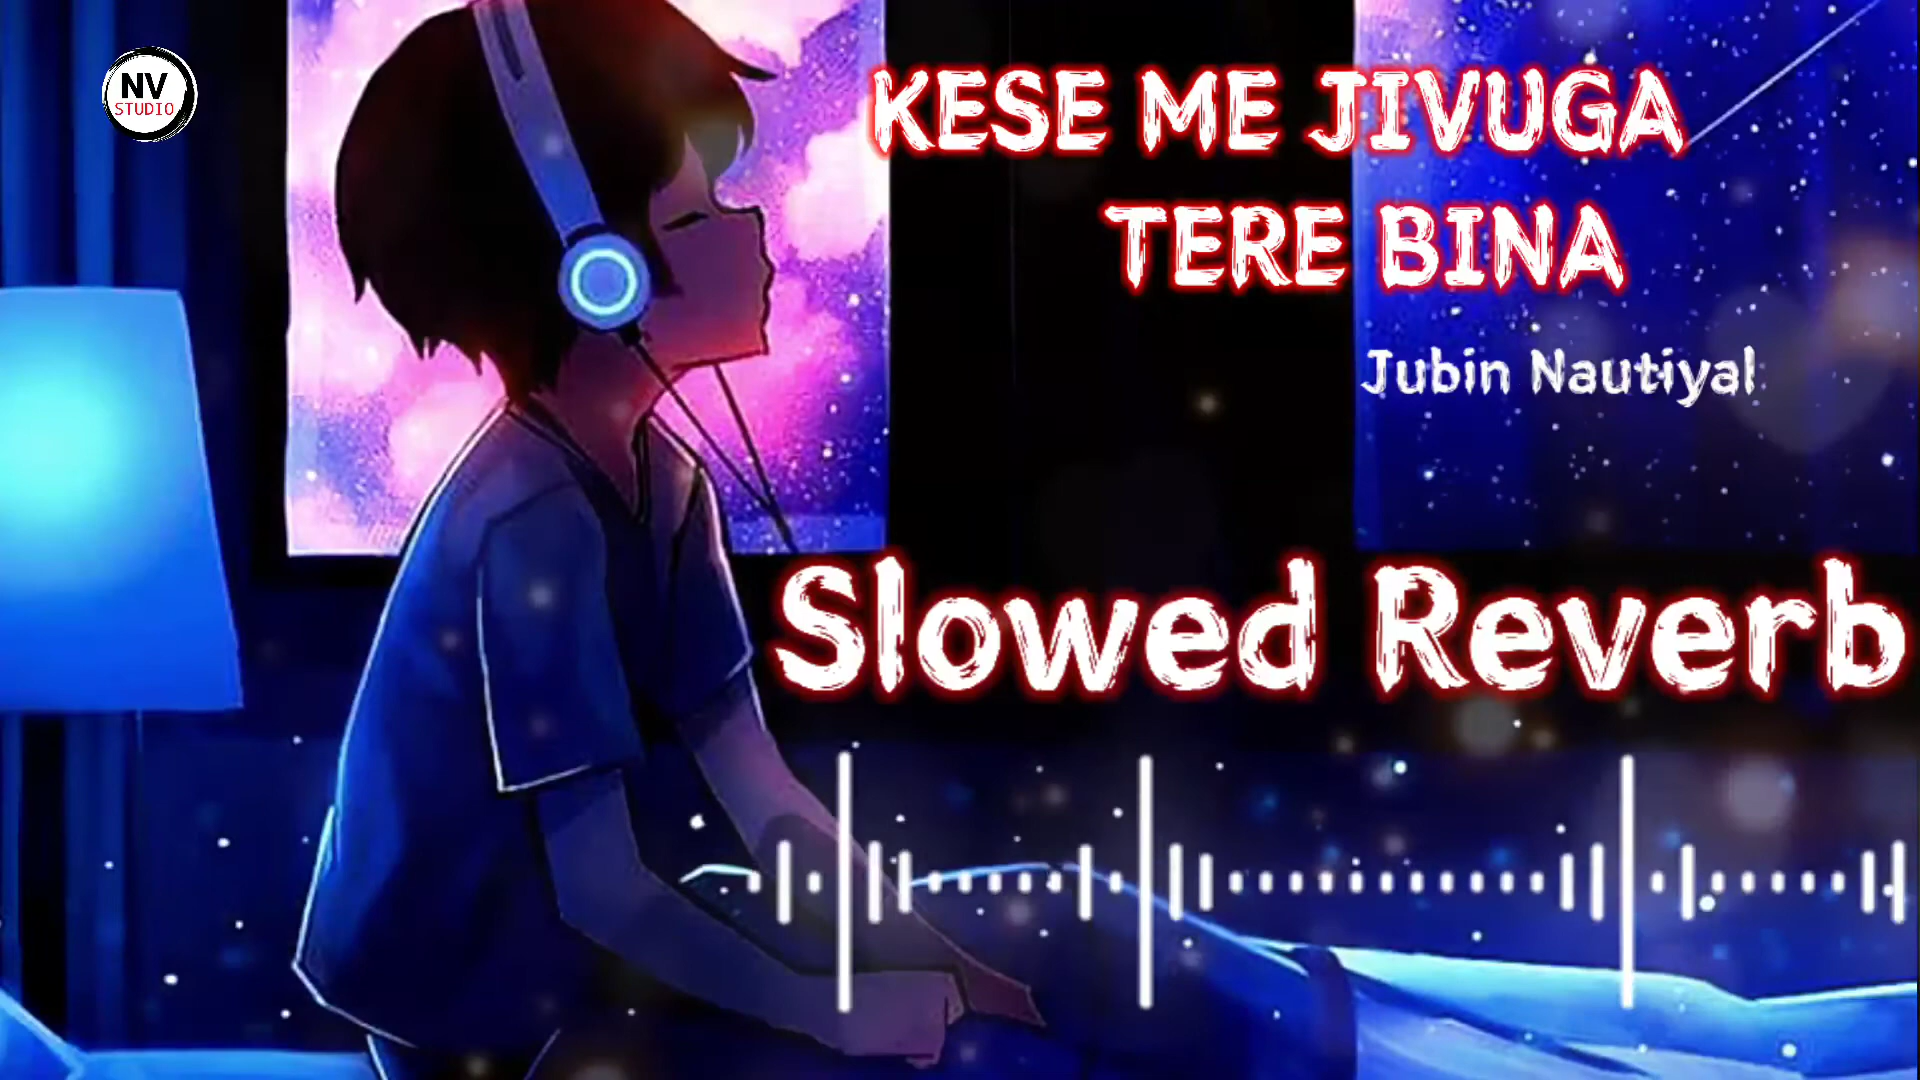 NV
STUDIO
KESE ME JIVUGA
TERE BINA
Jubin Nautiyal
Slowed Reverb